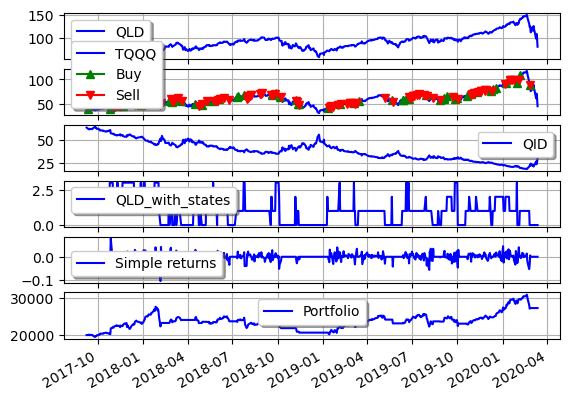 150
100
QLD
TQQQ
Buy
Sell
100
50
50
25
QID
2.5
0.0
QLD_with_states
0.0
−0.1
Simple returns
30000
20000
Portfolio
2017-10
2018-01
2018-04
2018-07
2018-10
2019-01
2019-04
2019-07
2019-10
2020-01
2020-04